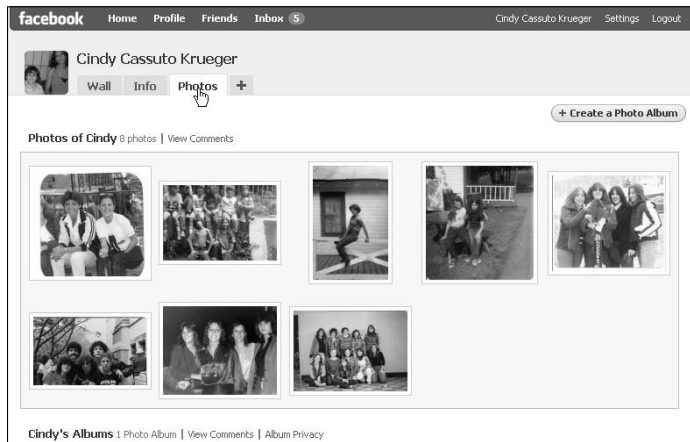 facebook Home Profile Friends Inbox 5 Cindy Cassuto Krueger Settings Logout
Cindy Cassuto Krueger
Wall Info Photos +
+ Create a Photo Album
Photos of Cindy 8 photos | View Comments
Cindy's Albums 1 Photo Album | View Comments | Album Privacy